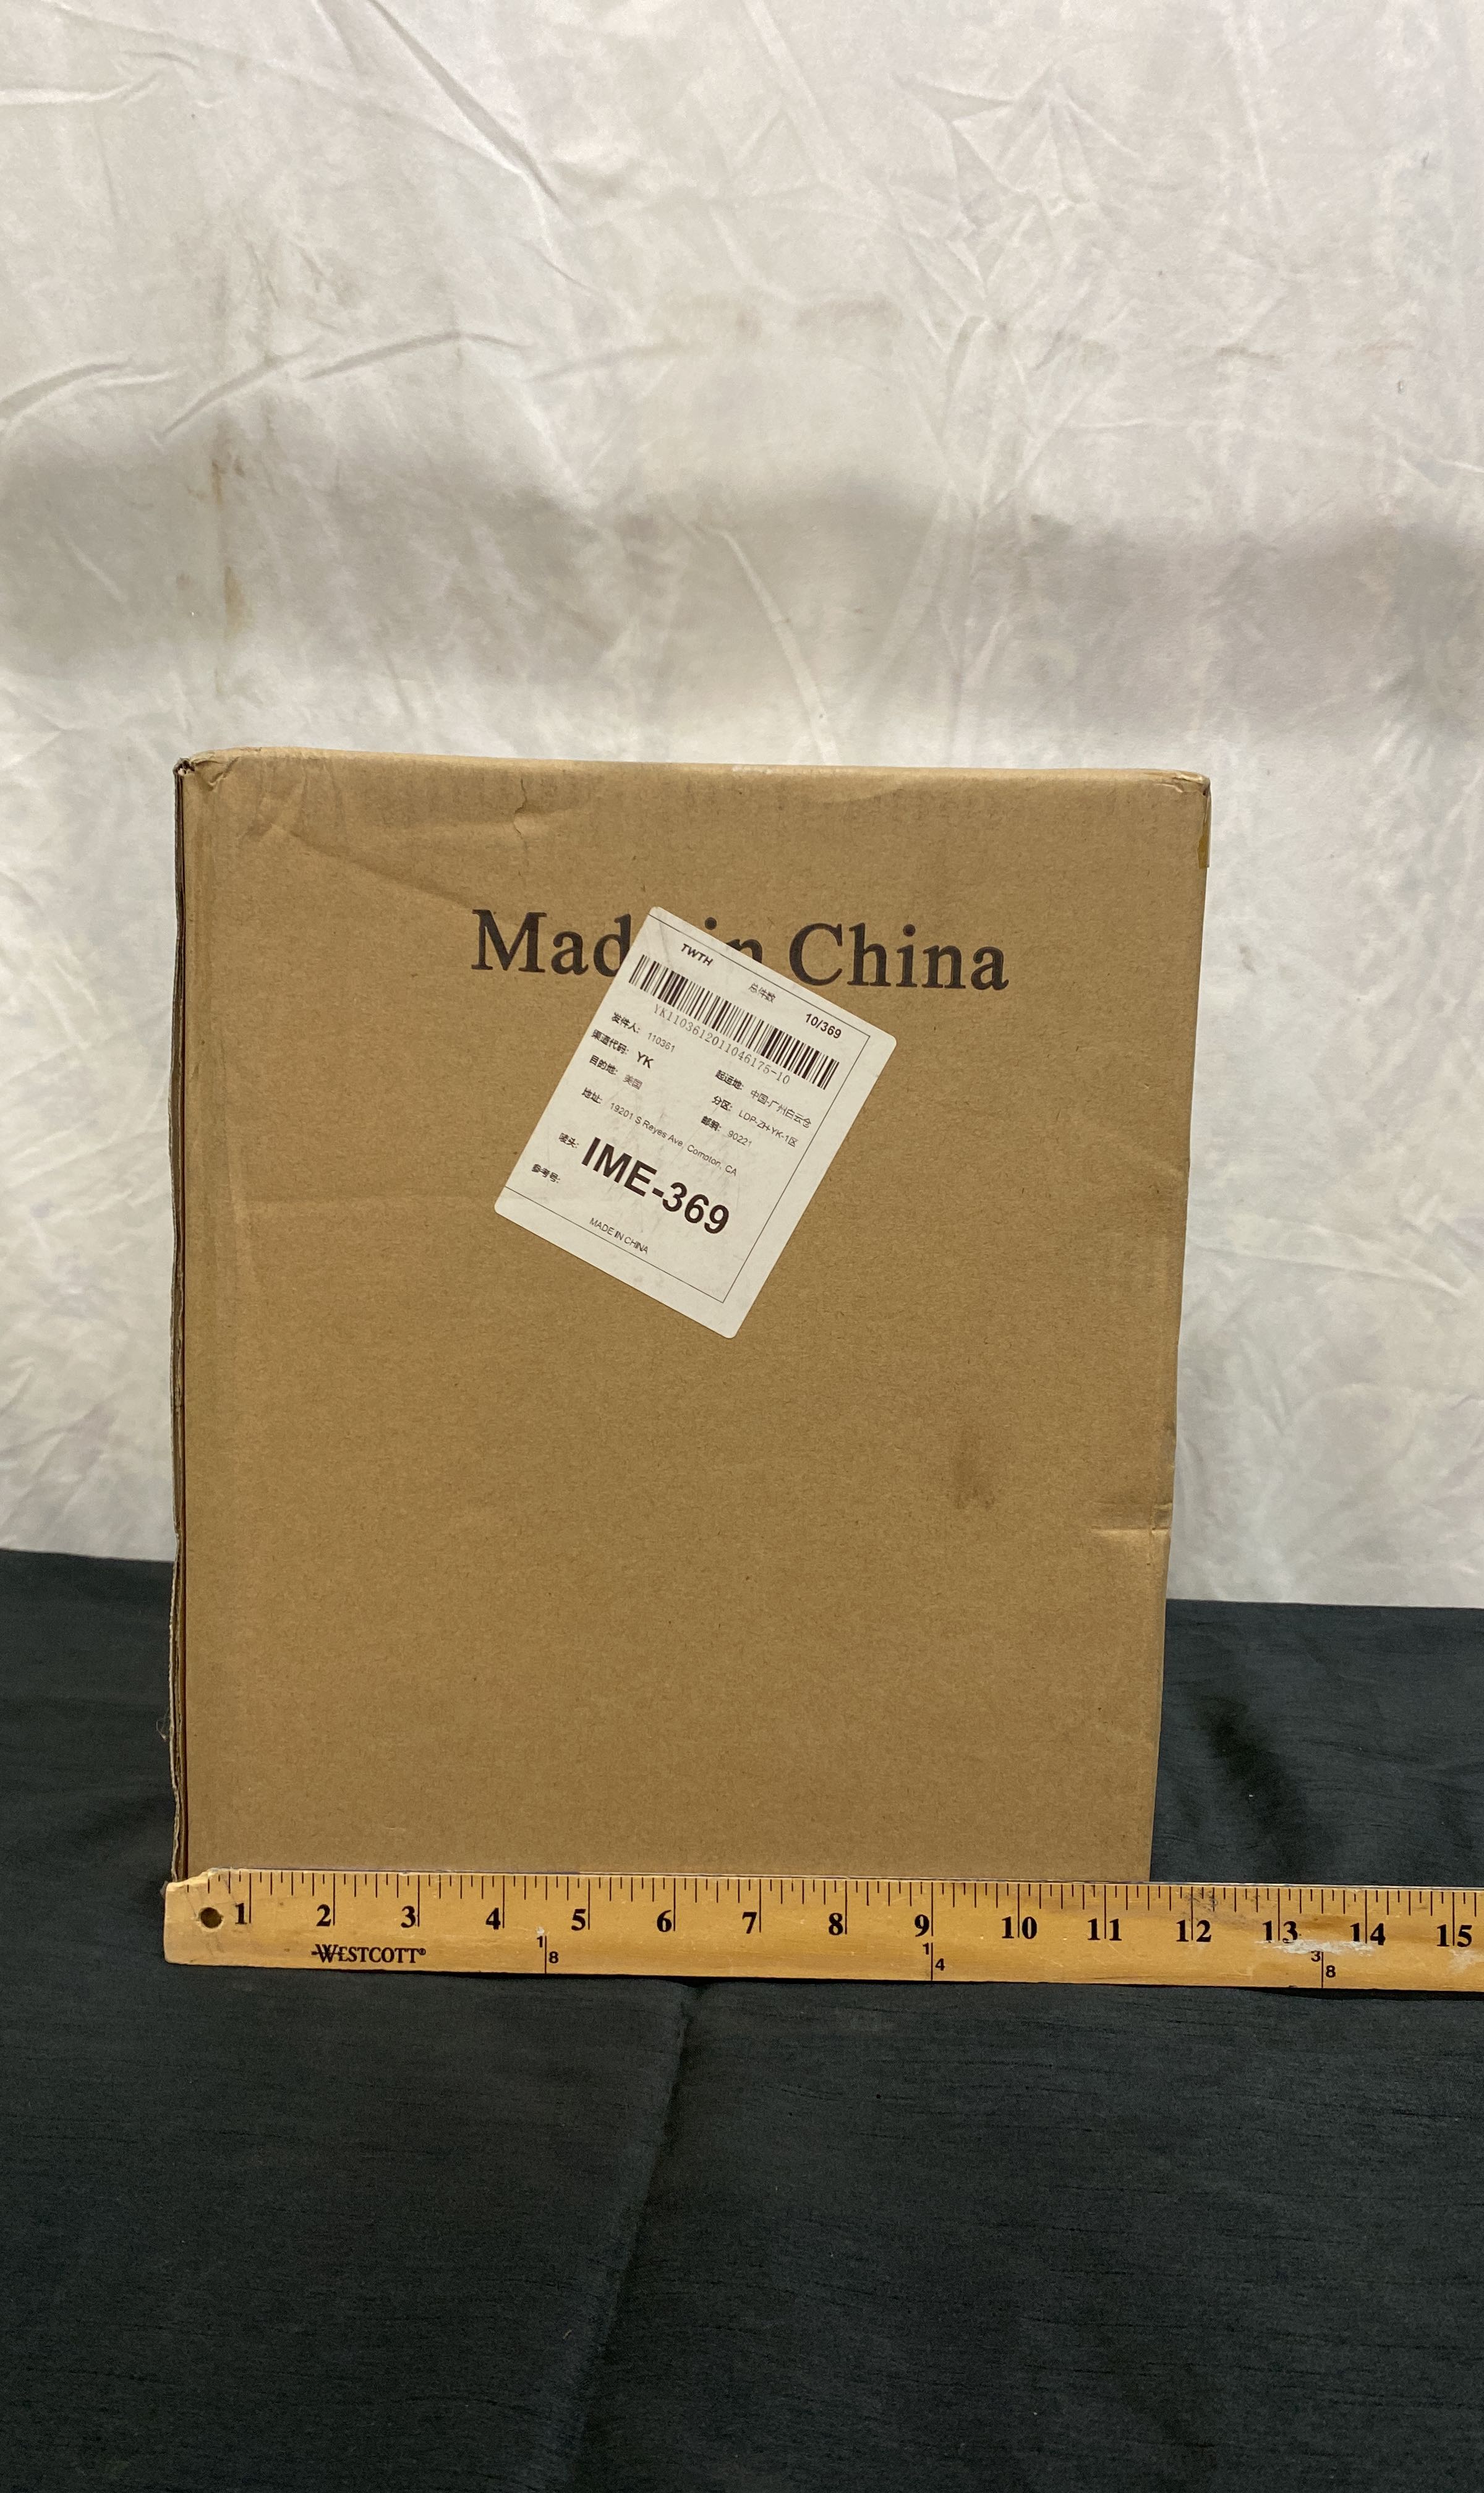 Mad in China
TWTH
总件数
10/369
YK1103612011046175-10
发件人: 110361
渠道代码: YK
起运地: 中国-广州白云仓
目的地: 美国
分区: LDP-ZH-YK-1区
邮编: 90221
地址: 19201 S Reyes Ave, Compton, CA
唛头: IME-369
参考号:
MADE IN CHINA
1 2 3 4 5 6 7 8 9 10 11 12 13 14 15
WESTCOTT®
1/8 1/4 3/8